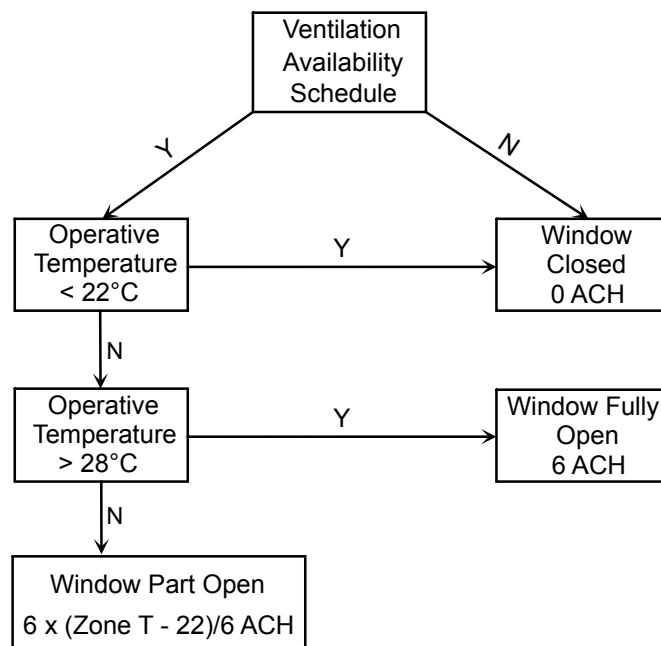 Ventilation
Availability
Schedule
Y
N
Operative
Temperature
< 22°C
Y
Window
Closed
0 ACH
N
Operative
Temperature
> 28°C
Y
Window Fully
Open
6 ACH
N
Window Part Open
6 x (Zone T - 22)/6 ACH